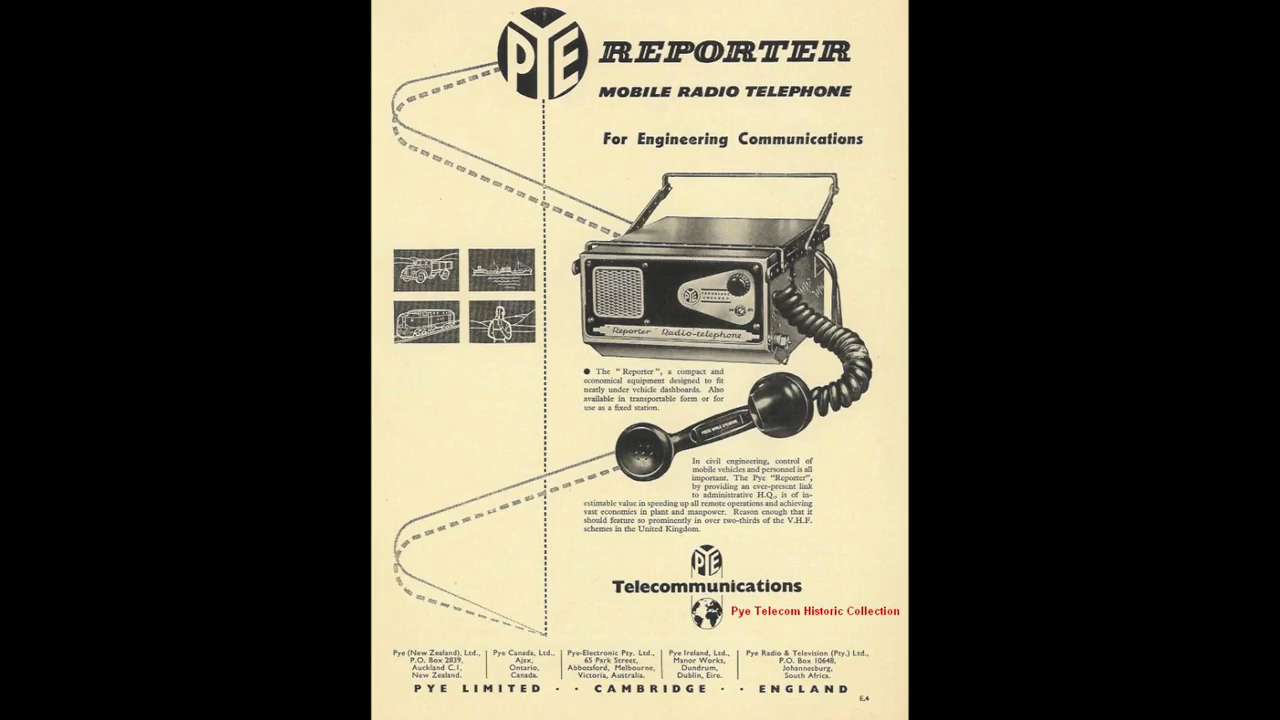 PYE
REPORTER
MOBILE RADIO TELEPHONE
For Engineering Communications
PYE
Reporter Radio-telephone
● The "Reporter", a compact and
economical equipment designed to fit
neatly under vehicle dashboards. Also
available in transportable form or for
use as a fixed station.
PRESS WHILE SPEAKING
In civil engineering, control of
mobile vehicles and personnel is all
important. The Pye "Reporter",
by providing an ever-present link
to administrative H.Q., is of in-
estimable value in speeding up all remote operations and achieving
vast economies in plant and manpower. Reason enough that it
should feature so prominently in over two-thirds of the V.H.F.
schemes in the United Kingdom.
PYE
Telecommunications
Pye Telecom Historic Collection
Pye (New Zealand), Ltd.,
P.O. Box 2839,
Auckland C.1,
New Zealand.
Pye Canada, Ltd.,
Ajax,
Ontario,
Canada.
Pye-Electronic Pty. Ltd.,
65 Park Street,
Abbotsford, Melbourne,
Victoria, Australia.
Pye Ireland, Ltd.,
Manor Works,
Dundrum,
Dublin, Eire.
Pye Radio & Television (Pty.) Ltd.,
P.O. Box 10648,
Johannesburg,
South Africa.
PYE LIMITED · · CAMBRIDGE · · ENGLAND
E.4